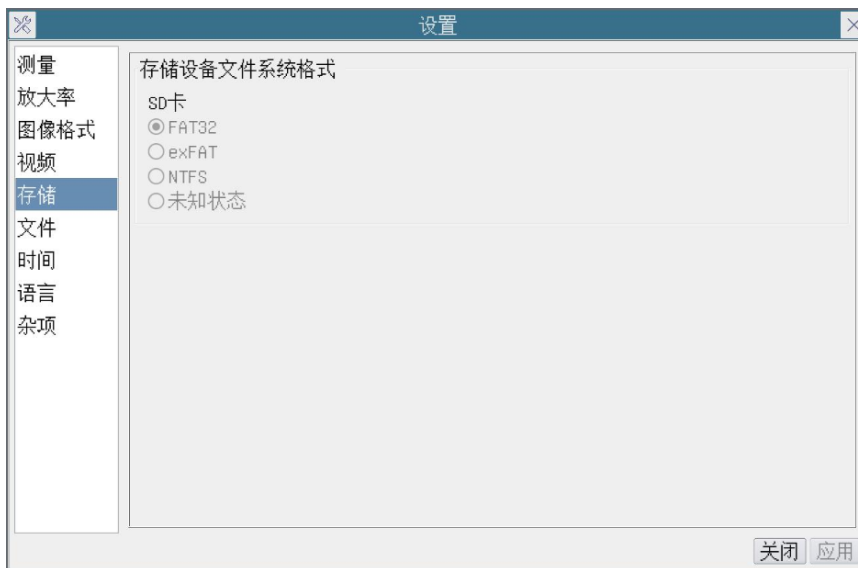 设置
测量
放大率
图像格式
视频
存储
文件
时间
语言
杂项
存储设备文件系统格式
SD卡
FAT32
exFAT
NTFS
未知状态
关闭 应用